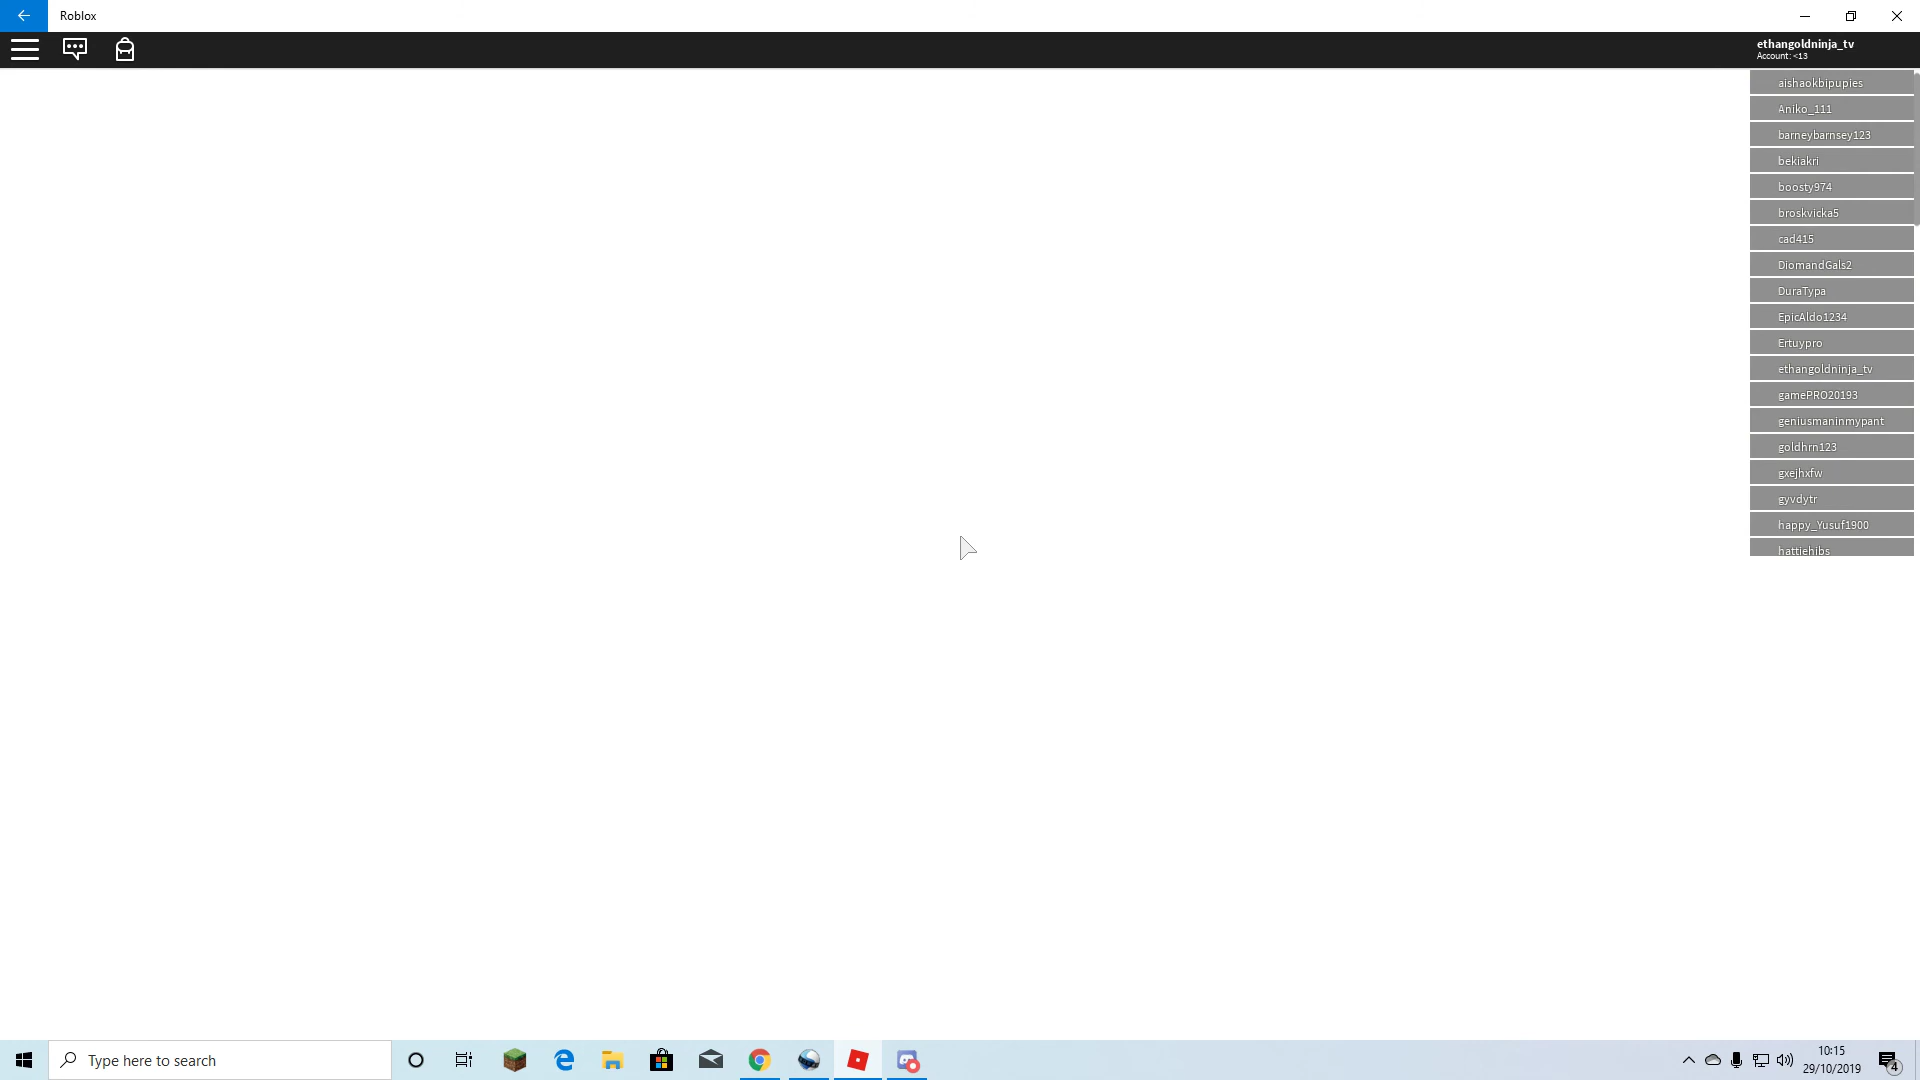 Roblox
ethangoldninja_tv
Account: <13
aishaokbipupies
Aniko_111
barneybarnsey123
bekiakri
boosty974
broskvicka5
cad415
DiomandGals2
DuraTypa
EpicAldo1234
Ertuypro
ethangoldninja_tv
gamePRO20193
geniusmaninmypant
goldhrn123
gxejhxfw
gyvdytr
happy_Yusuf1900
hattiehibs
Type here to search
10:15
29/10/2019
4